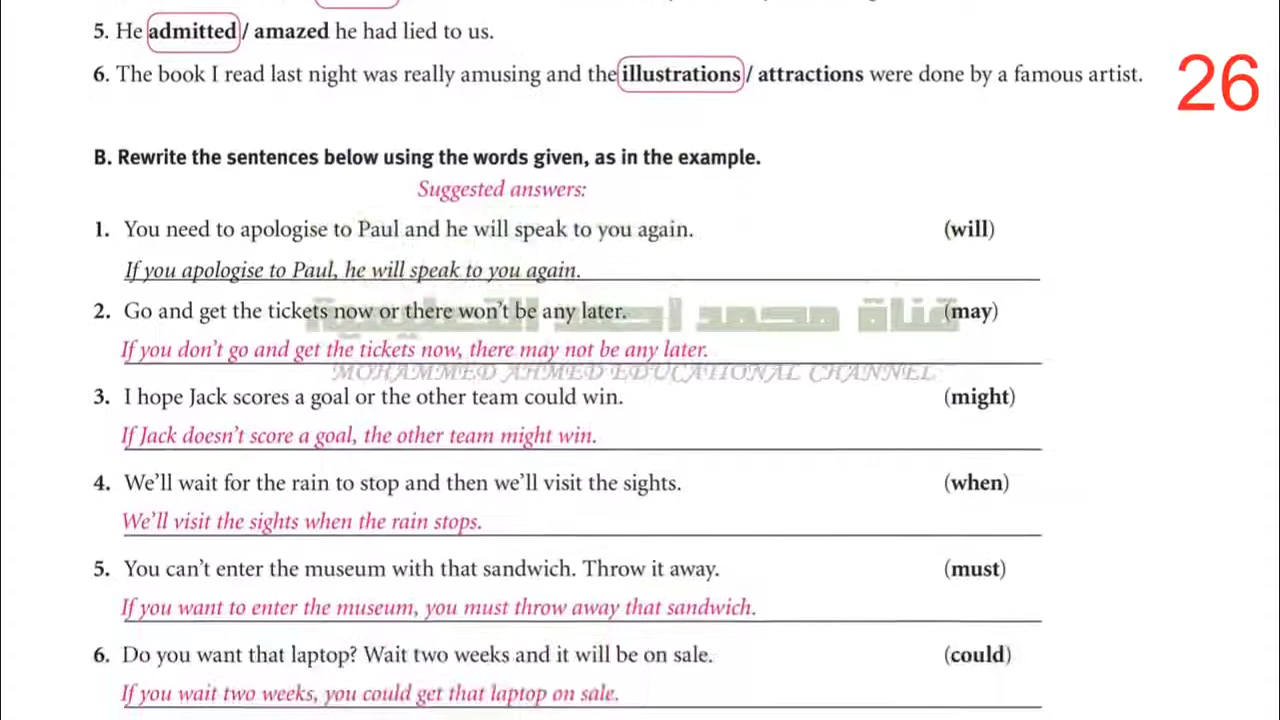 5. He admitted / amazed he had lied to us.
6. The book I read last night was really amusing and the illustrations / attractions were done by a famous artist.
26
B. Rewrite the sentences below using the words given, as in the example.
Suggested answers:
1. You need to apologise to Paul and he will speak to you again. (will)
If you apologise to Paul, he will speak to you again.
2. Go and get the tickets now or there won't be any later. (may)
قناة محمد احمد التعليمية
If you don't go and get the tickets now, there may not be any later.
MOHAMMED AHMED EDUCATIONAL CHANNEL
3. I hope Jack scores a goal or the other team could win. (might)
If Jack doesn't score a goal, the other team might win.
4. We'll wait for the rain to stop and then we'll visit the sights. (when)
We'll visit the sights when the rain stops.
5. You can't enter the museum with that sandwich. Throw it away. (must)
If you want to enter the museum, you must throw away that sandwich.
6. Do you want that laptop? Wait two weeks and it will be on sale. (could)
If you wait two weeks, you could get that laptop on sale.